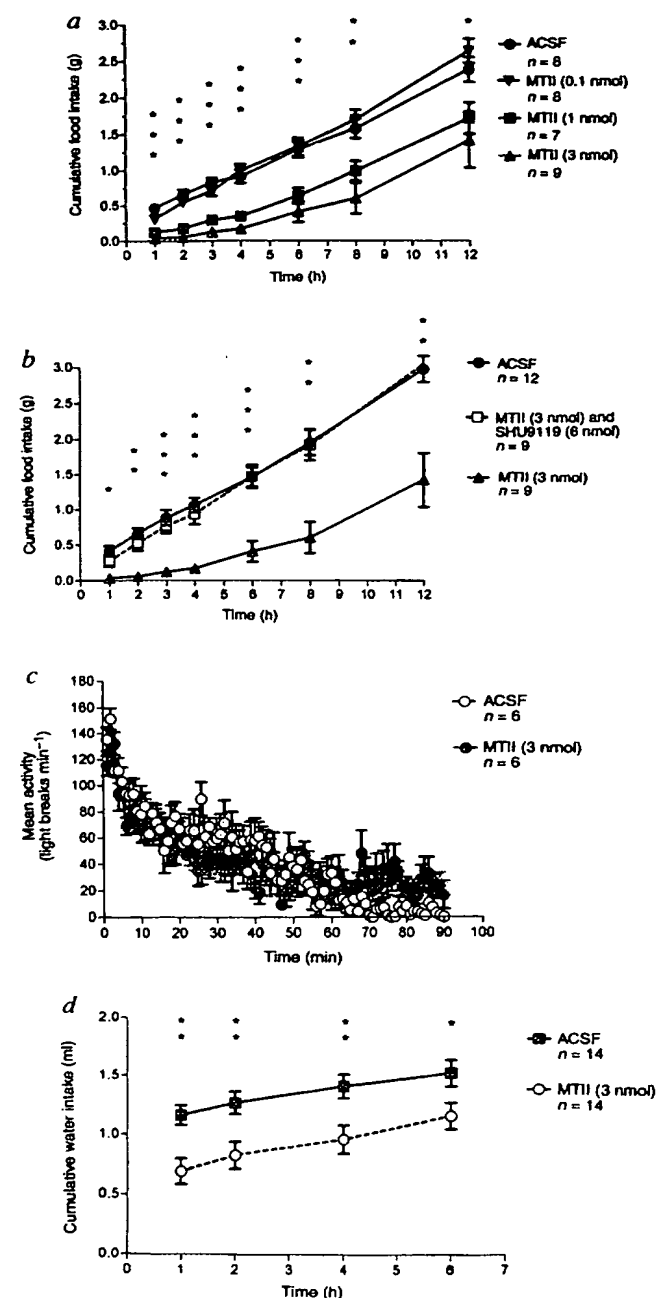 a
3.0
2.5
2.0
1.5
1.0
0.5
0.0
Cumulative food intake (g)
0 1 2 3 4 5 6 7 8 9 10 11 12
Time (h)
ACSF
n = 8
MTII (0.1 nmol)
n = 8
MTII (1 nmol)
n = 7
MTII (3 nmol)
n = 9
b
3.0
2.5
2.0
1.5
1.0
0.5
0.0
Cumulative food intake (g)
0 1 2 3 4 5 6 7 8 9 10 11 12
Time (h)
ACSF
n = 12
MTII (3 nmol) and
SHU9119 (6 nmol)
n = 9
MTII (3 nmol)
n = 9
c
180
160
140
120
100
80
60
40
20
0
Mean activity
(light breaks min⁻¹)
0 10 20 30 40 50 60 70 80 90 100
Time (min)
ACSF
n = 6
MTII (3 nmol)
n = 6
d
2.0
1.5
1.0
0.5
0.0
Cumulative water intake (ml)
0 1 2 3 4 5 6 7
Time (h)
ACSF
n = 14
MTII (3 nmol)
n = 14